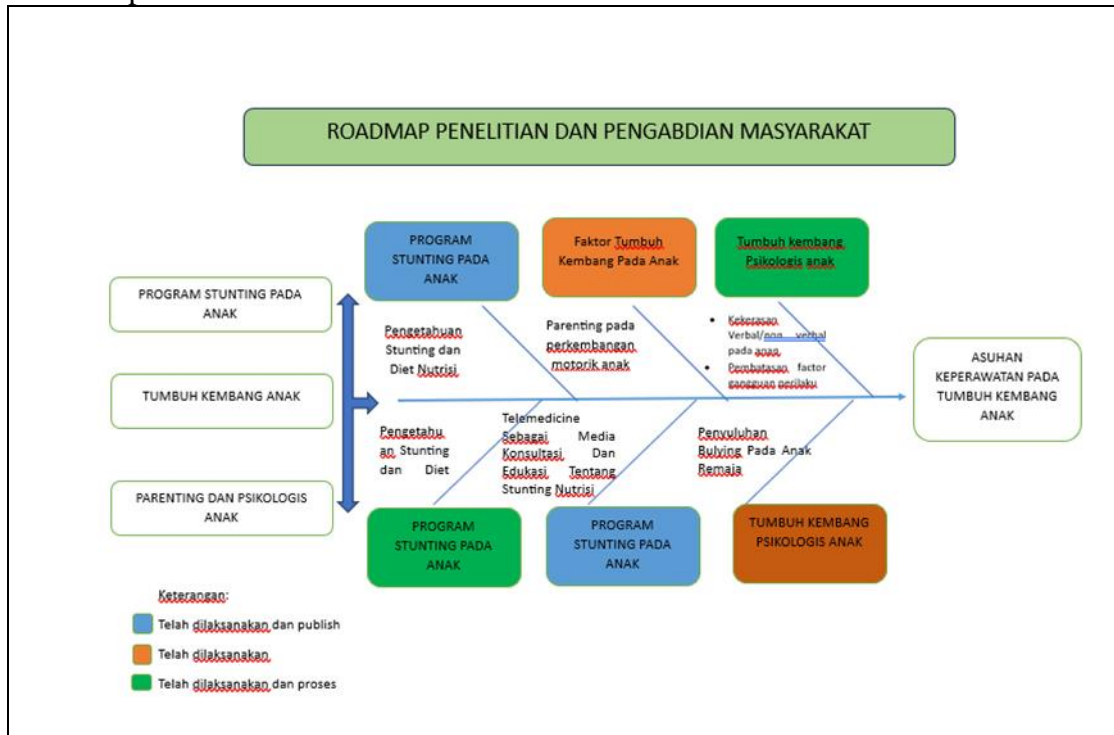 ROADMAP PENELITIAN DAN PENGABDIAN MASYARAKAT
PROGRAM
STUNTING PADA
ANAK
Faktor Tumbuh
Kembang Pada Anak
Tumbuh kembang
Psikologis anak
PROGRAM STUNTING PADA
ANAK
TUMBUH KEMBANG ANAK
PARENTING DAN PSIKOLOGIS
ANAK
Pengetahuan
Stunting dan
Diet Nutrisi
Parenting pada
perkembangan
motorik anak
• Kekerasan
Verbal/non verbal
pada anap
• Pembatasan factor
gangguan perilaku
ASUHAN
KEPERAWATAN PADA
TUMBUH KEMBANG
ANAK
Pengetahu
an Stunting
dan Diet
Telemedicine
Sebagai Media
Konsultasi Dan
Edukasi Tentang
Stunting Nutrisi
Penyuluhan
Bulying Pada Anak
Remaja
PROGRAM
STUNTING PADA
ANAK
PROGRAM
STUNTING PADA
ANAK
TUMBUH KEMBANG
PSIKOLOGIS ANAK
Keterangan:
Telah dilaksanakan dan publish
Telah dilaksanakan
Telah dilaksanakan dan proses